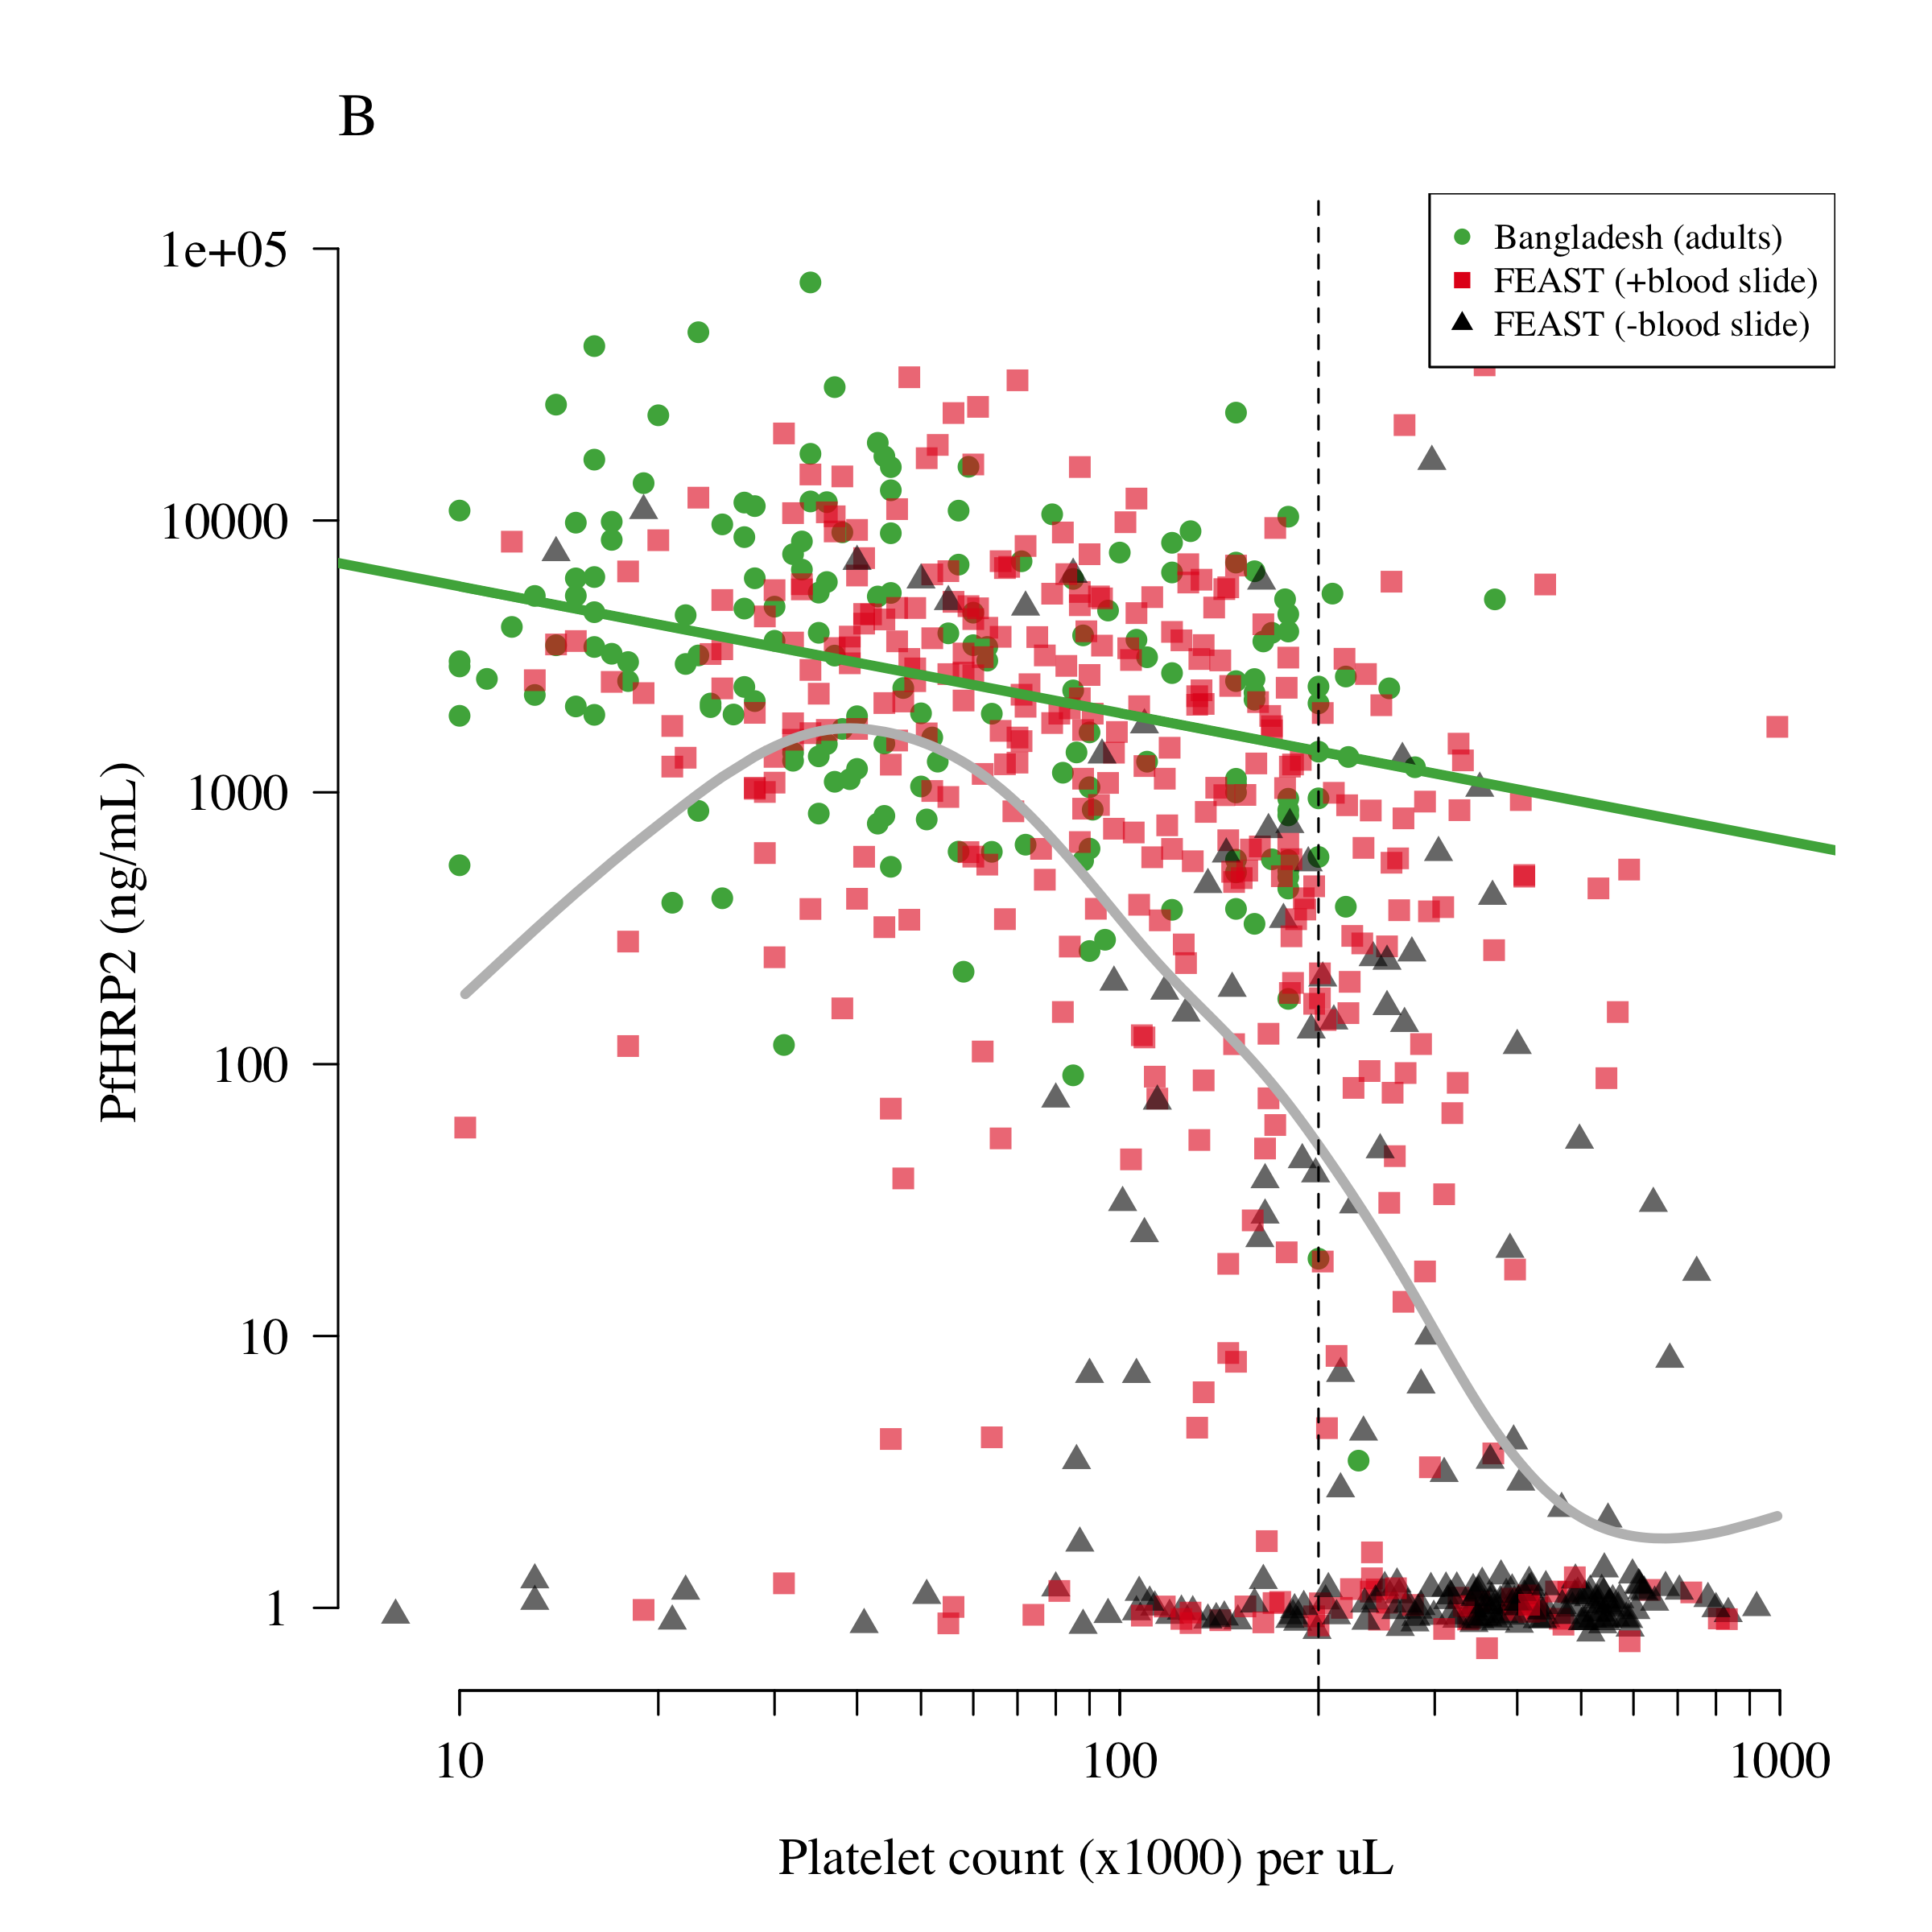 B
1e+05
10000
1000
100
10
1
PfHRP2 (ng/mL)
Bangladesh (adults)
FEAST (+blood slide)
FEAST (-blood slide)
10
100
1000
Platelet count (x1000) per uL